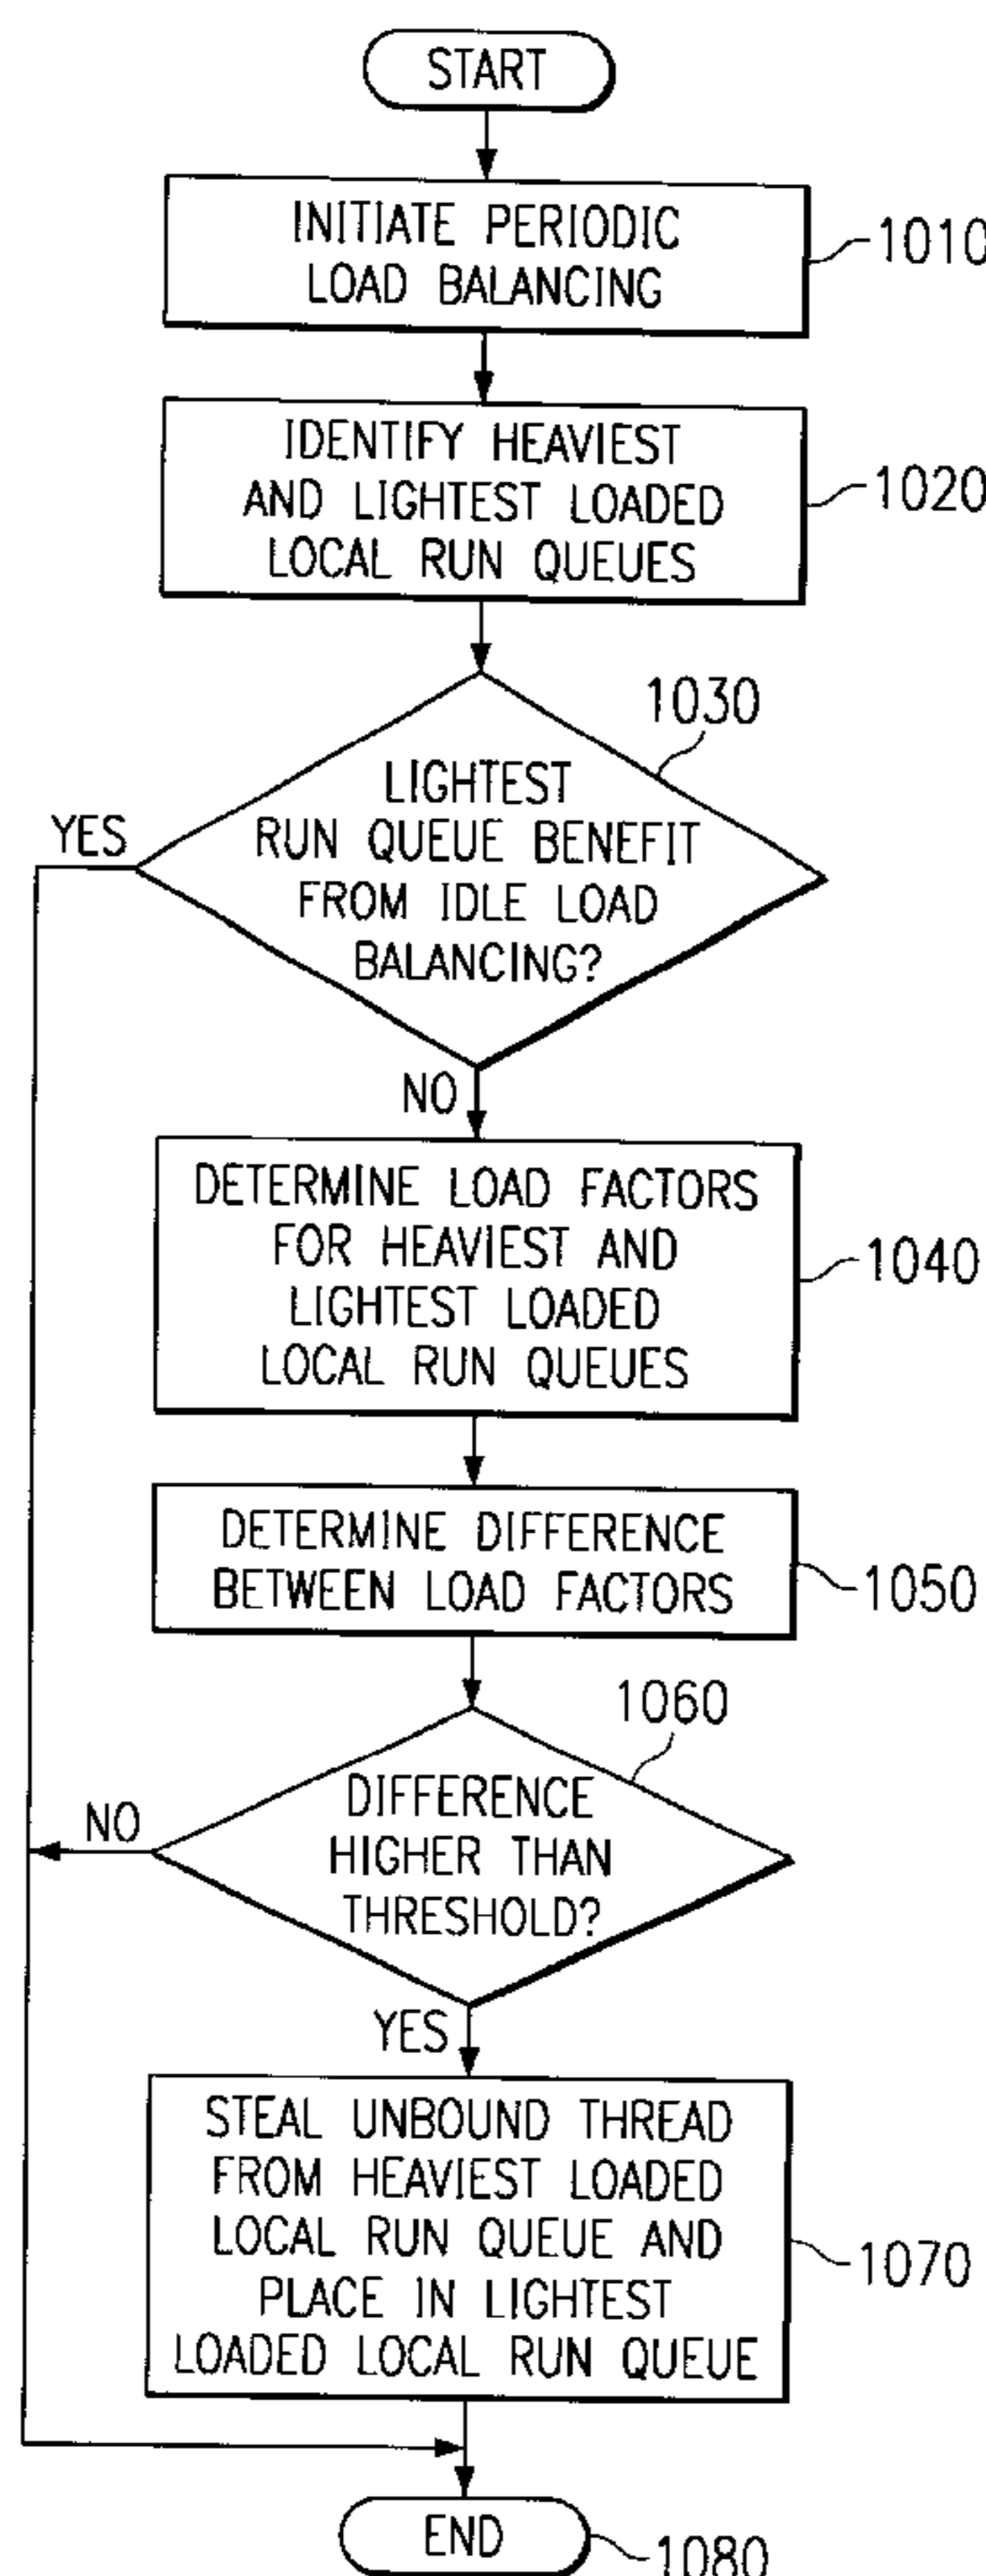 START
INITIATE PERIODIC
LOAD BALANCING
1010
IDENTIFY HEAVIEST
AND LIGHTEST LOADED
LOCAL RUN QUEUES
1020
1030
LIGHTEST
RUN QUEUE BENEFIT
FROM IDLE LOAD
BALANCING?
YES
NO
DETERMINE LOAD FACTORS
FOR HEAVIEST AND
LIGHTEST LOADED
LOCAL RUN QUEUES
1040
DETERMINE DIFFERENCE
BETWEEN LOAD FACTORS
1050
1060
DIFFERENCE
HIGHER THAN
THRESHOLD?
NO
YES
STEAL UNBOUND THREAD
FROM HEAVIEST LOADED
LOCAL RUN QUEUE AND
PLACE IN LIGHTEST
LOADED LOCAL RUN QUEUE
1070
END
1080